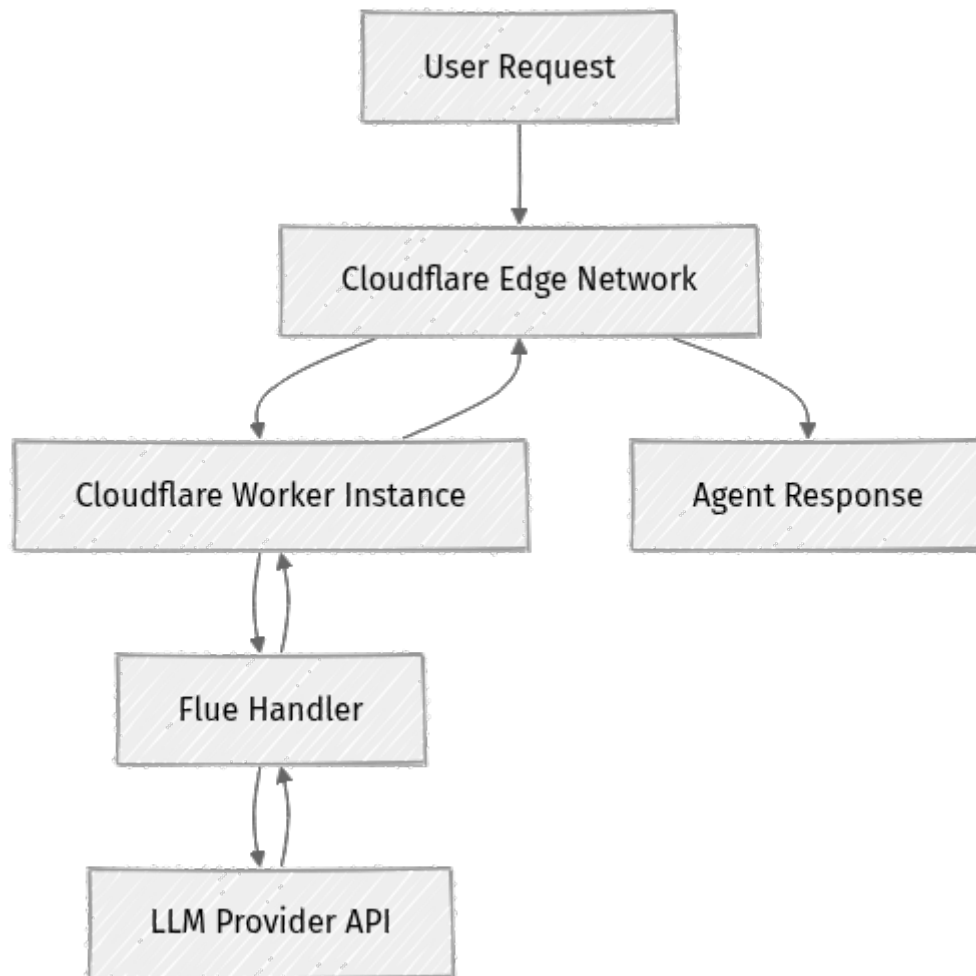 User Request
Cloudflare Edge Network
Cloudflare Worker Instance
Agent Response
Flue Handler
LLM Provider API